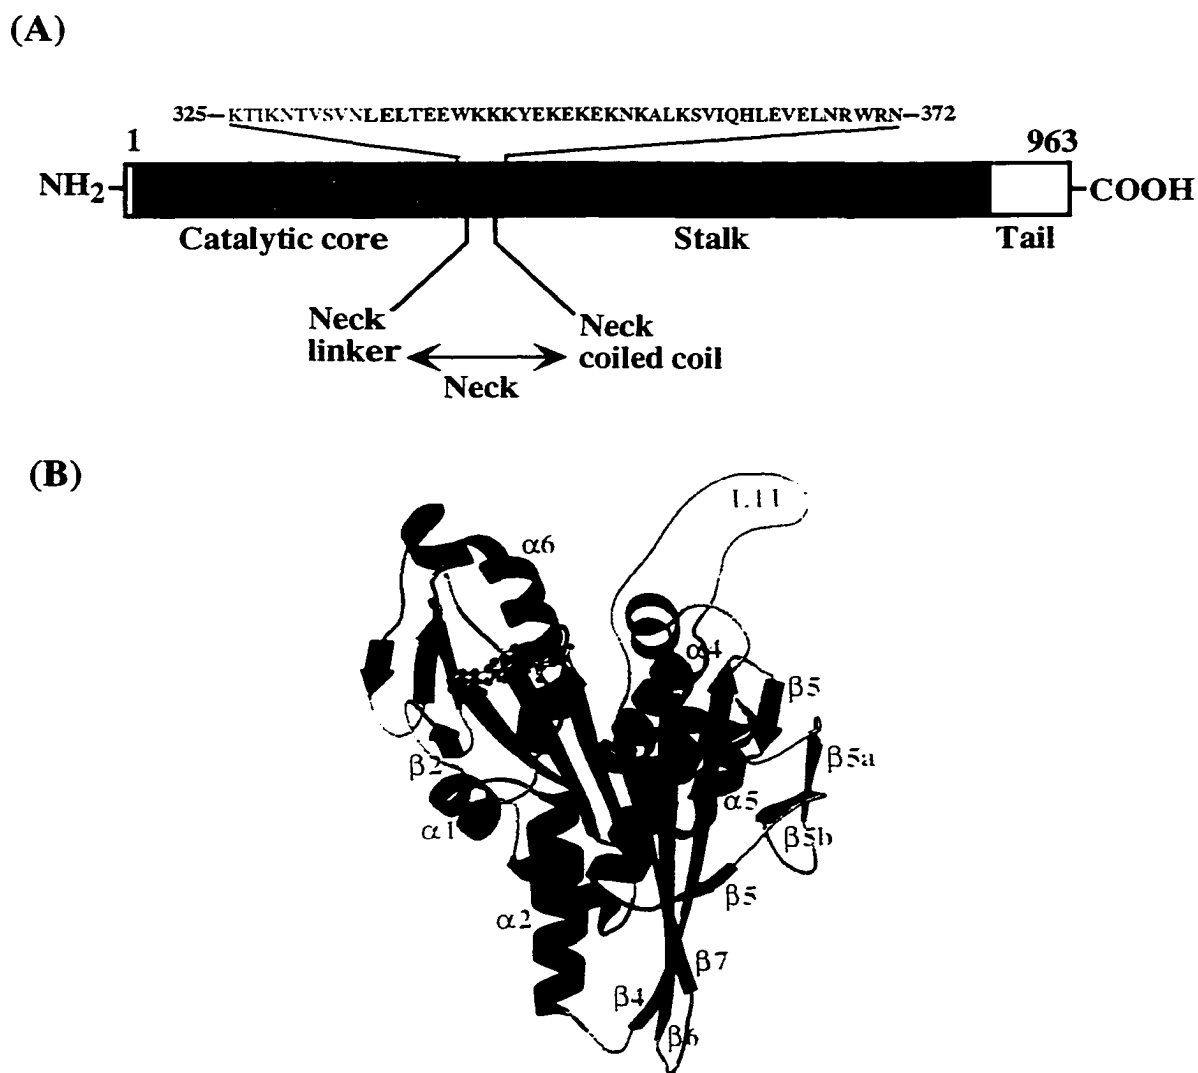 (A)
325–KTIKNTVSVNLELTEEWKKKYEKEKEKNKALKSVIQHLEVELNRWRN–372
1
963
NH2
COOH
Catalytic core
Stalk
Tail
Neck
linker
Neck
coiled coil
Neck
(B)
L11
α6
α4
β5
β2
β5a
α5
α1
β5b
β5
α2
β7
β4
β6